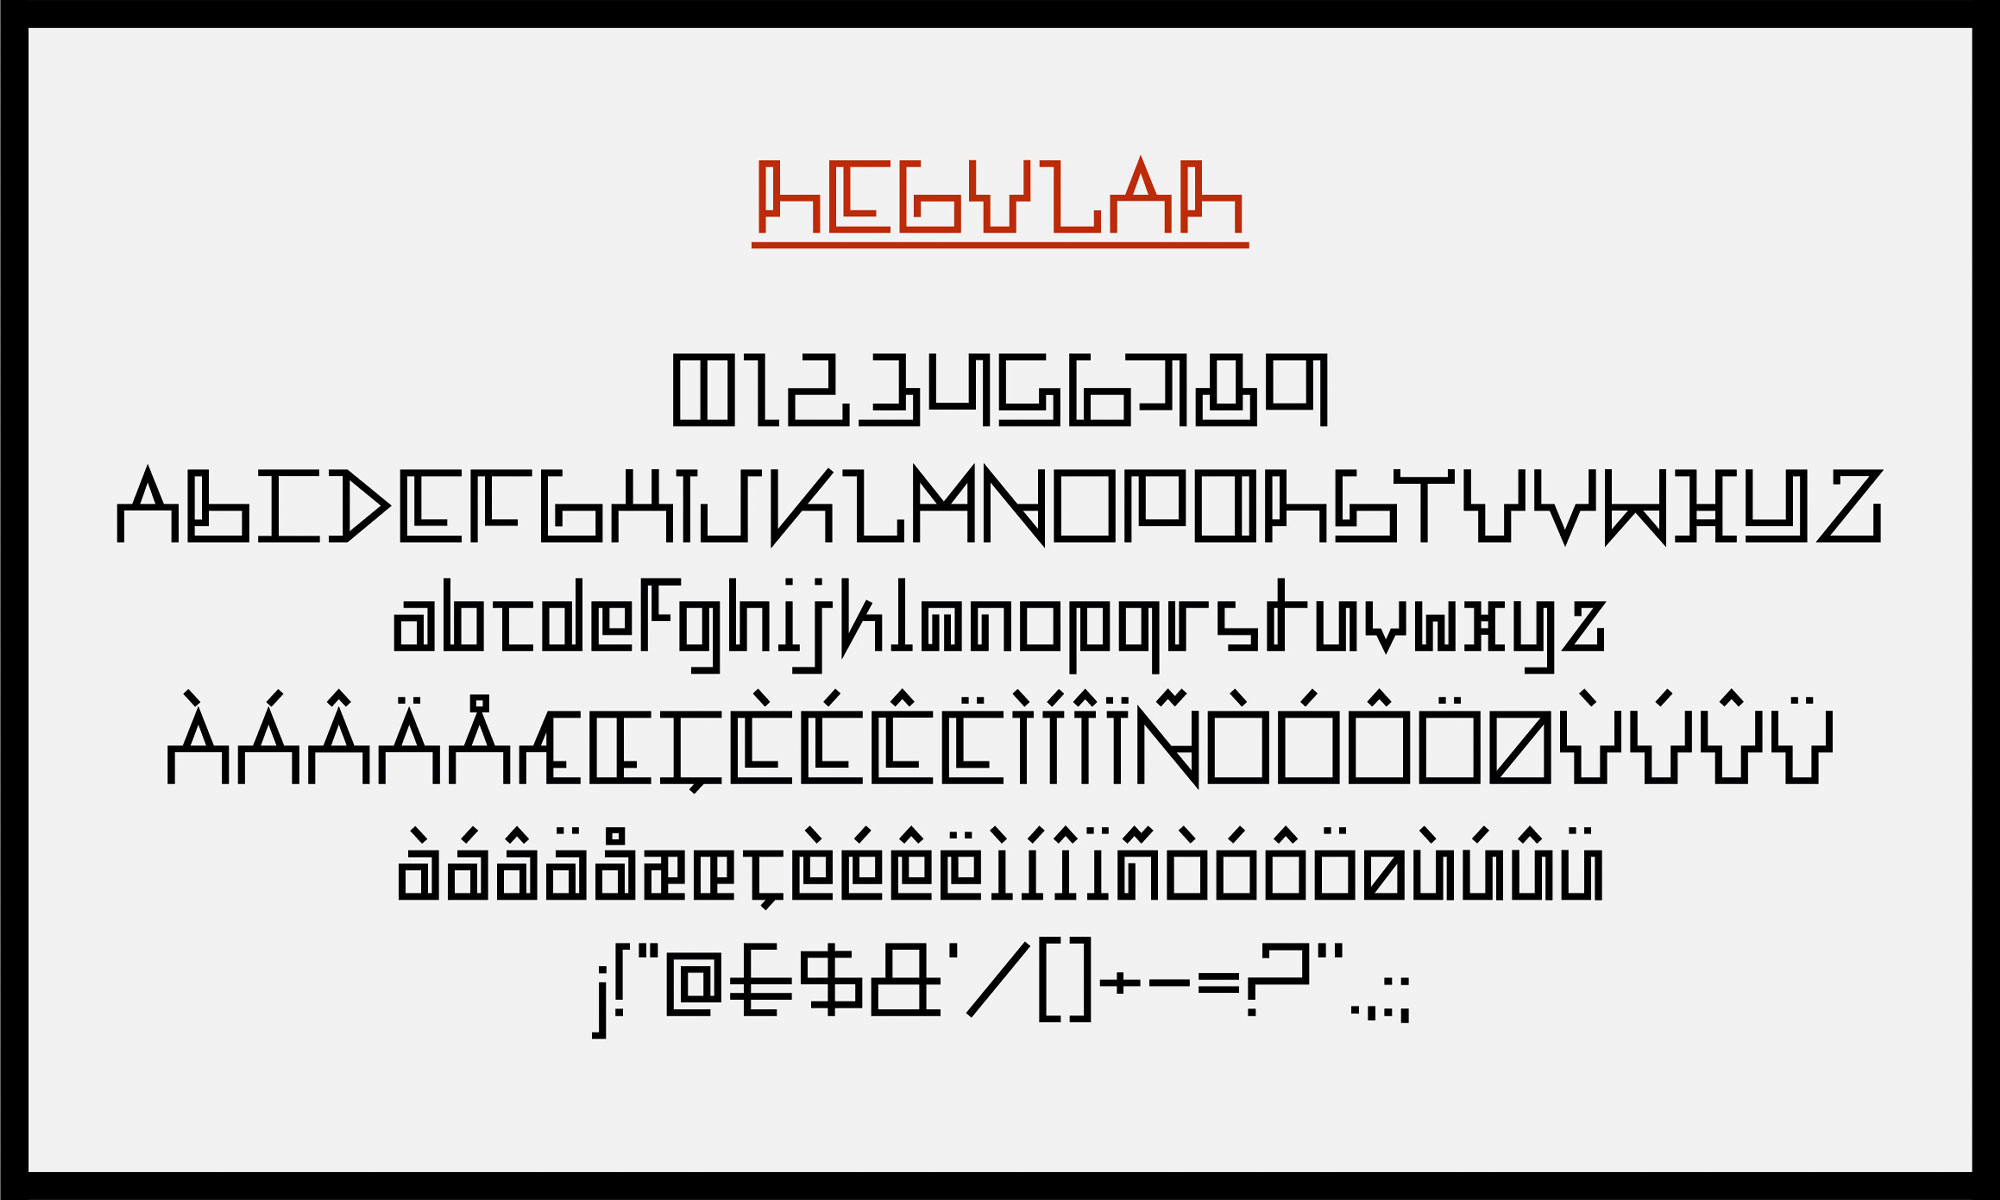 REGULAR
0123456789
ABCDEFGHIJKLMNOPQRSTUVWXYZ
abcdefghijklmnopqrstuvwxyz
ÀÁÂÄÅÆŒÇÈÉÊËÌÍÎÏÑÒÓÔÖØÙÚÛÜ
àáâäåæœçèéêëìíîïñòóôöøùúûü
j!"@€$&'/[]+-=?".,:;